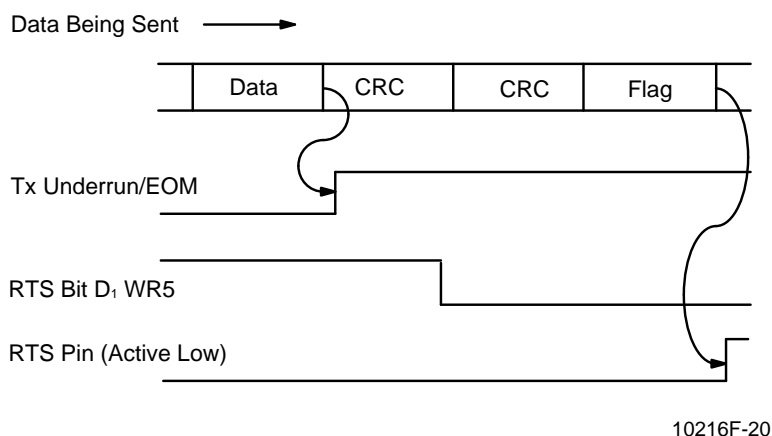 Data Being Sent
Data CRC CRC Flag
Tx Underrun/EOM
RTS Bit D₁ WR5
RTS Pin (Active Low)
10216F-20